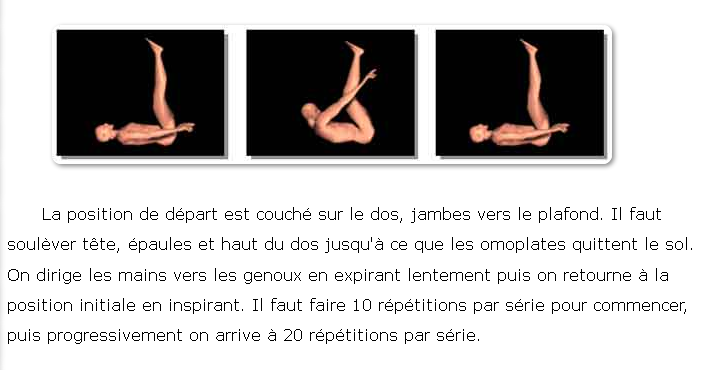 La position de départ est couché sur le dos, jambes vers le plafond. Il faut
soulèver tête, épaules et haut du dos jusqu'à ce que les omoplates quittent le sol.
On dirige les mains vers les genoux en expirant lentement puis on retourne à la
position initiale en inspirant. Il faut faire 10 répétitions par série pour commencer,
puis progressivement on arrive à 20 répétitions par série.